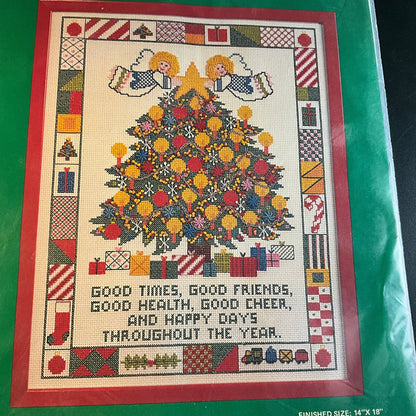 GOOD TIMES, GOOD FRIENDS,
GOOD HEALTH, GOOD CHEER,
AND HAPPY DAYS
THROUGHOUT THE YEAR.
FINISHED SIZE: 14" X 18"